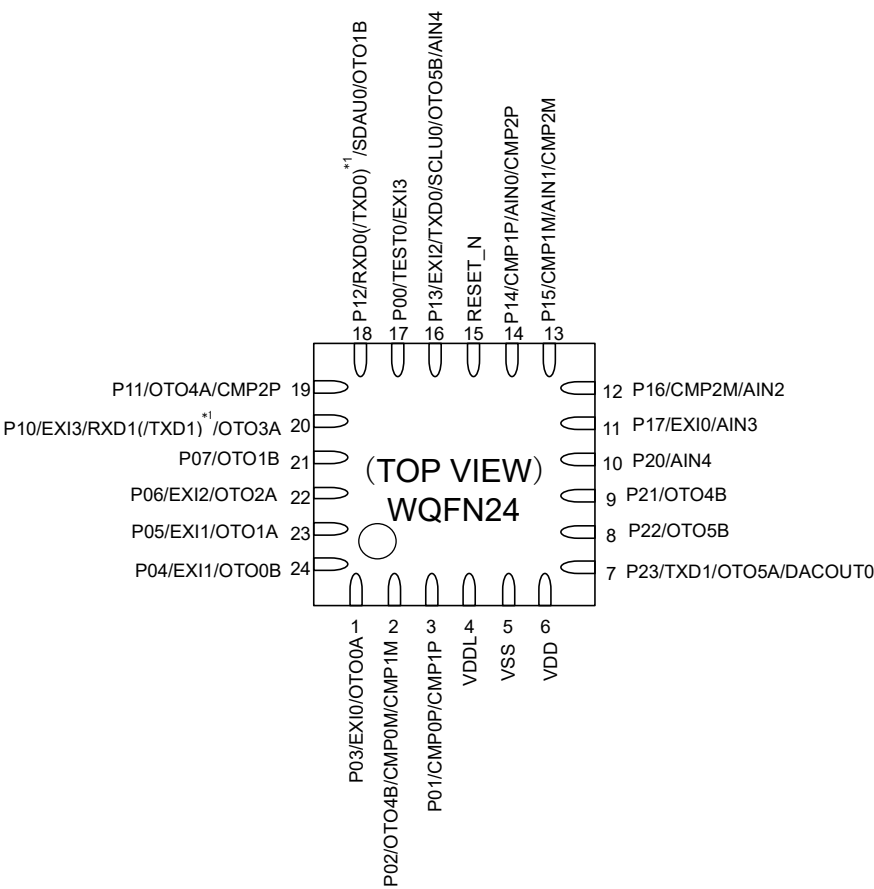 P12/RXD0(/TXD0)*1/SDAU0/OTO1B
P00/TEST0/EXI3
P13/EXI2/TXD0/SCLU0/OTO5B/AIN4
RESET_N
P14/CMP1P/AIN0/CMP2P
P15/CMP1M/AIN1/CMP2M
18 17 16 15 14 13
P11/OTO4A/CMP2P 19
P10/EXI3/RXD1(/TXD1)*1/OTO3A 20
P07/OTO1B 21
P06/EXI2/OTO2A 22
P05/EXI1/OTO1A 23
P04/EXI1/OTO0B 24
(TOP VIEW)
WQFN24
12 P16/CMP2M/AIN2
11 P17/EXI0/AIN3
10 P20/AIN4
9 P21/OTO4B
8 P22/OTO5B
7 P23/TXD1/OTO5A/DACOUT0
1 2 3 4 5 6
P03/EXI0/OTO0A
P02/OTO4B/CMP0M/CMP1M
P01/CMP0P/CMP1P
VDDL
VSS
VDD